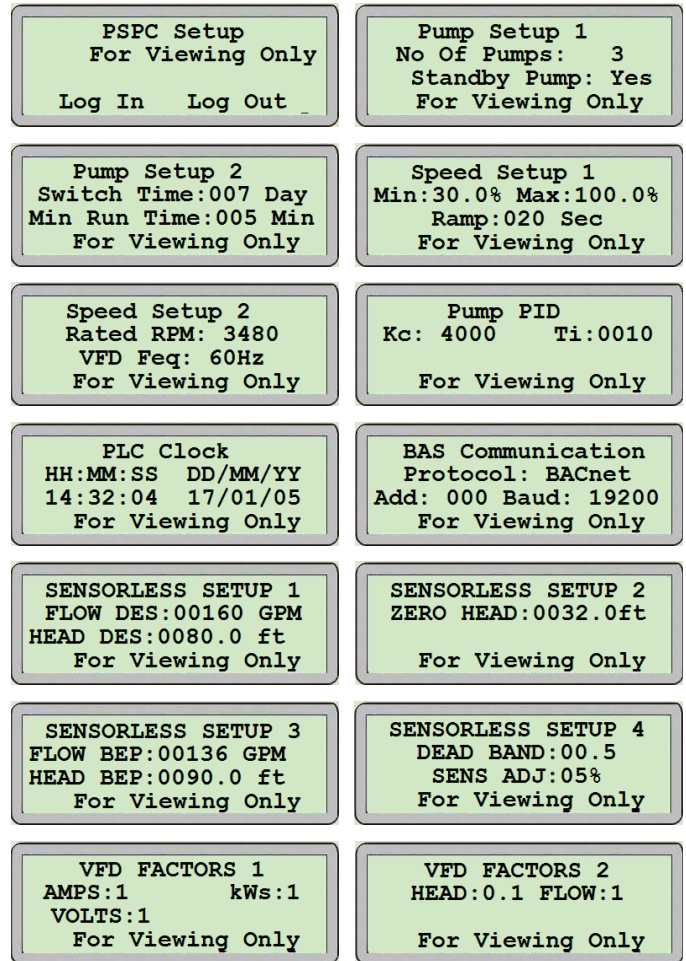 PSPC Setup
For Viewing Only
Log In Log Out _
Pump Setup 1
No Of Pumps: 3
Standby Pump: Yes
For Viewing Only
Pump Setup 2
Switch Time:007 Day
Min Run Time:005 Min
For Viewing Only
Speed Setup 1
Min:30.0% Max:100.0%
Ramp:020 Sec
For Viewing Only
Speed Setup 2
Rated RPM: 3480
VFD Feq: 60Hz
For Viewing Only
Pump PID
Kc: 4000 Ti:0010
For Viewing Only
PLC Clock
HH:MM:SS DD/MM/YY
14:32:04 17/01/05
For Viewing Only
BAS Communication
Protocol: BACnet
Add: 000 Baud: 19200
For Viewing Only
SENSORLESS SETUP 1
FLOW DES:00160 GPM
HEAD DES:0080.0 ft
For Viewing Only
SENSORLESS SETUP 2
ZERO HEAD:0032.0ft
For Viewing Only
SENSORLESS SETUP 3
FLOW BEP:00136 GPM
HEAD BEP:0090.0 ft
For Viewing Only
SENSORLESS SETUP 4
DEAD BAND:00.5
SENS ADJ:05%
For Viewing Only
VFD FACTORS 1
AMPS:1 kWs:1
VOLTS:1
For Viewing Only
VFD FACTORS 2
HEAD:0.1 FLOW:1
For Viewing Only